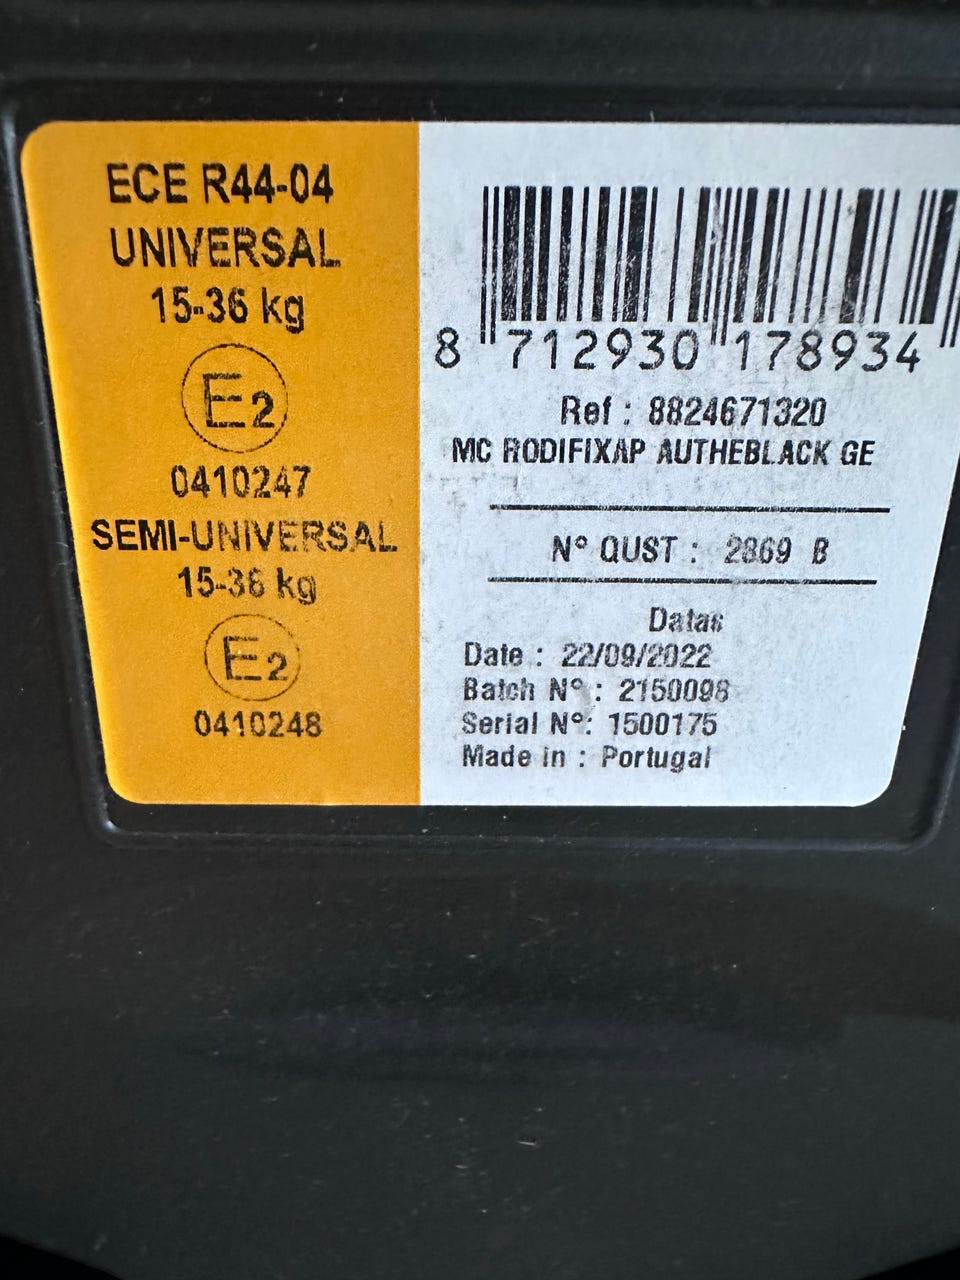 ECE R44-04
UNIVERSAL
15-36 kg
E2
0410247
SEMI-UNIVERSAL
15-36 kg
E2
0410248
8 712930 178934
Ref : 8824671320
MC RODIFIXAP AUTHEBLACK GE
N° QUST : 2869 B
Datas
Date : 22/09/2022
Batch N° : 2150098
Serial N°: 1500175
Made in : Portugal